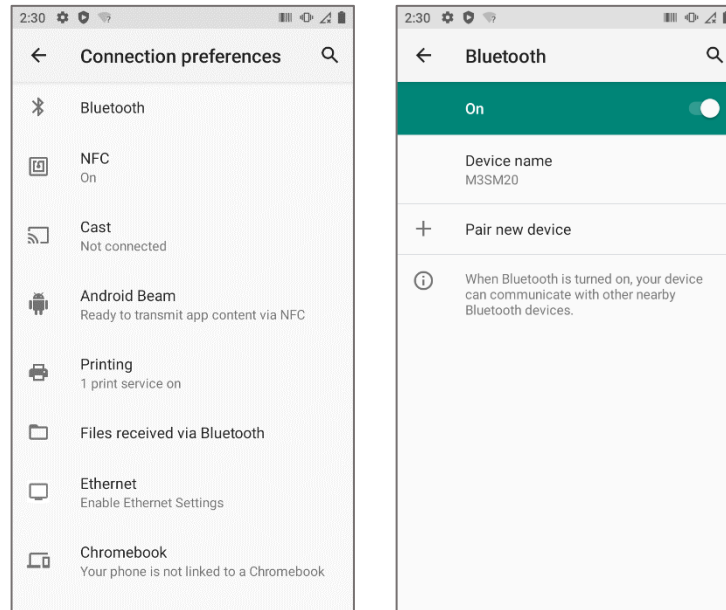 2:30
Connection preferences
Bluetooth
NFC
On
Cast
Not connected
Android Beam
Ready to transmit app content via NFC
Printing
1 print service on
Files received via Bluetooth
Ethernet
Enable Ethernet Settings
Chromebook
Your phone is not linked to a Chromebook
2:30
Bluetooth
On
Device name
M3SM20
Pair new device
When Bluetooth is turned on, your device
can communicate with other nearby
Bluetooth devices.